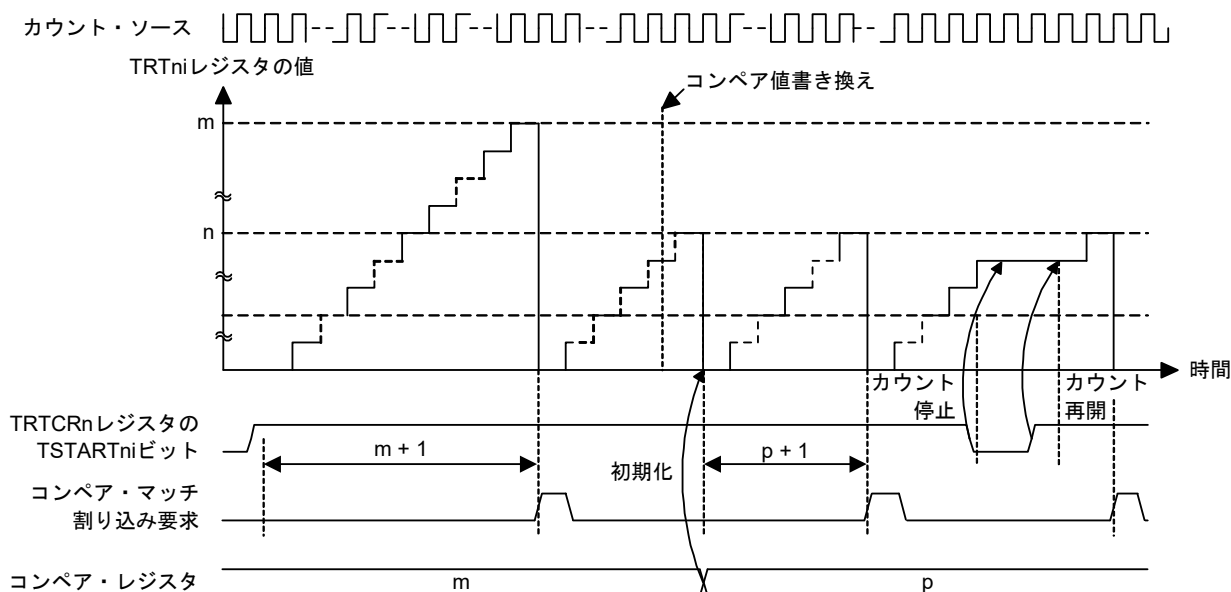 カウント・ソース
TRTniレジスタの値
コンペア値書き換え
m
n
時間
カウント
停止
カウント
再開
TRTCRnレジスタの
TSTARTniビット
m + 1
初期化
p + 1
コンペア・マッチ
割り込み要求
コンペア・レジスタ
m
p